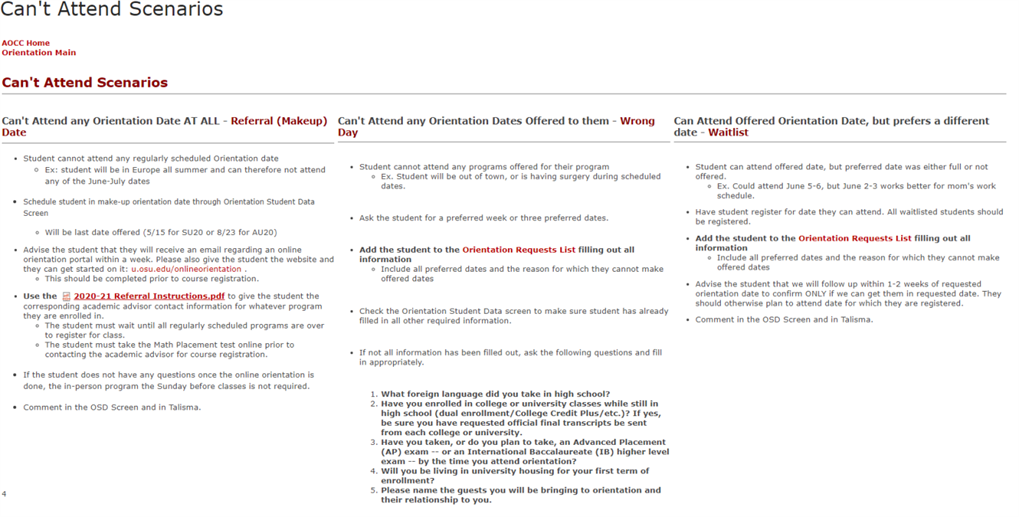 Can't Attend Scenarios
AOCC Home
Orientation Main
Can't Attend Scenarios
Can't Attend any Orientation Date AT ALL - Referral (Makeup)
Date
• Student cannot attend any regularly scheduled Orientation date
◦ Ex: student will be in Europe all summer and can therefore not attend
any of the June-July dates
• Schedule student in make-up orientation date through Orientation Student Data
Screen
◦ Will be last date offered (5/15 for SU20 or 8/23 for AU20)
• Advise the student that they will receive an email regarding an online
orientation portal within a week. Please also give the student the website and
they can get started on it: u.osu.edu/onlineorientation .
◦ This should be completed prior to course registration.
• Use the 2020-21 Referral Instructions.pdf to give the student the
corresponding academic advisor contact information for whatever program
they are enrolled in.
◦ The student must wait until all regularly scheduled programs are over
to register for class.
◦ The student must take the Math Placement test online prior to
contacting the academic advisor for course registration.
• If the student does not have any questions once the online orientation is
done, the in-person program the Sunday before classes is not required.
• Comment in the OSD Screen and in Talisma.
Can't Attend any Orientation Dates Offered to them - Wrong
Day
• Student cannot attend any programs offered for their program
◦ Ex. Student will be out of town, or is having surgery during scheduled
dates.
• Ask the student for a preferred week or three preferred dates.
• Add the student to the Orientation Requests List filling out all
information
◦ Include all preferred dates and the reason for which they cannot make
offered dates
• Check the Orientation Student Data screen to make sure student has already
filled in all other required information.
• If not all information has been filled out, ask the following questions and fill
in appropriately.
1. What foreign language did you take in high school?
2. Have you enrolled in college or university classes while still in
high school (dual enrollment/College Credit Plus/etc.)? If yes,
be sure you have requested official final transcripts be sent
from each college or university.
3. Have you taken, or do you plan to take, an Advanced Placement
(AP) exam -- or an International Baccalaureate (IB) higher level
exam -- by the time you attend orientation?
4. Will you be living in university housing for your first term of
enrollment?
5. Please name the guests you will be bringing to orientation and
their relationship to you.
Can Attend Offered Orientation Date, but prefers a different
date - Waitlist
• Student can attend offered date, but preferred date was either full or not
offered.
◦ Ex. Could attend June 5-6, but June 2-3 works better for mom's work
schedule.
• Have student register for date they can attend. All waitlisted students should
be registered.
• Add the student to the Orientation Requests List filling out all
information
◦ Include all preferred dates and the reason for which they cannot make
offered dates
• Advise the student that we will follow up within 1-2 weeks of requested
orientation date to confirm ONLY if we can get them in requested date. They
should otherwise plan to attend date for which they are registered.
• Comment in the OSD Screen and in Talisma.
4